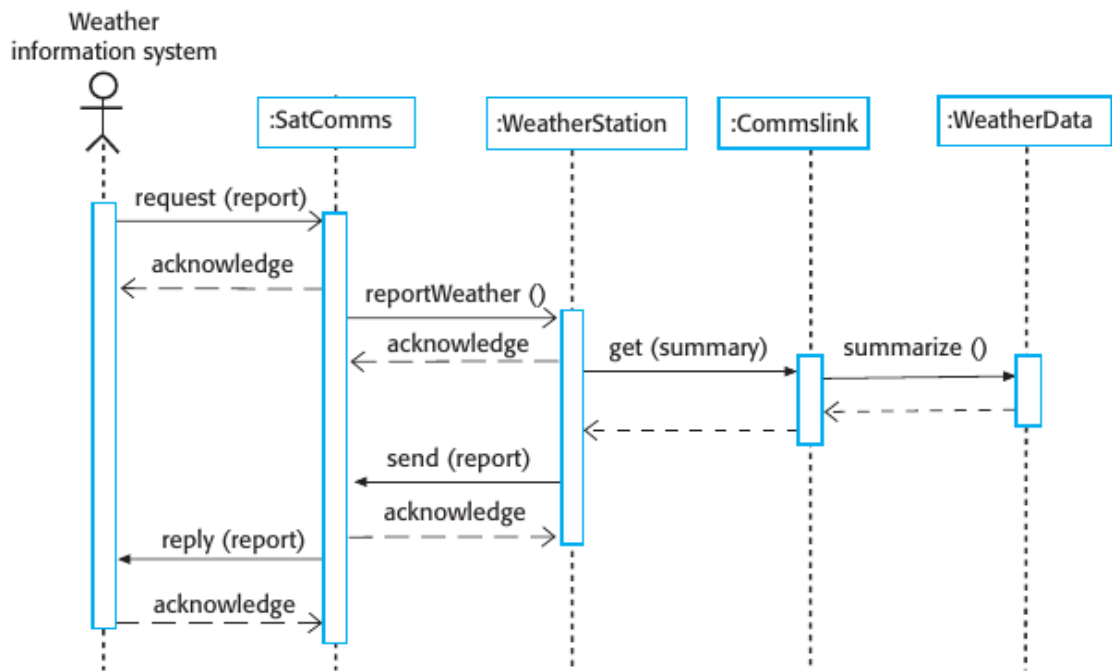 Weather
information system
:SatComms
:WeatherStation
:Commslink
:WeatherData
request (report)
acknowledge
reportWeather ()
acknowledge
get (summary)
summarize ()
send (report)
acknowledge
reply (report)
acknowledge